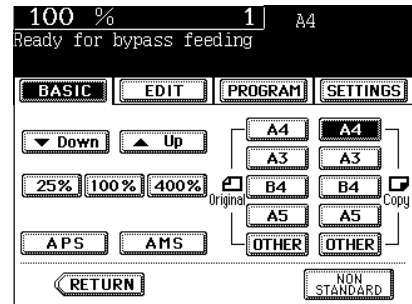 100 % 1 A4
Ready for bypass feeding
BASIC EDIT PROGRAM SETTINGS
▼ Down ▲ Up
25% 100% 400%
APS AMS
Original
A4 A4
A3 A3
B4 B4
A5 A5
OTHER OTHER
Copy
RETURN
NON
STANDARD